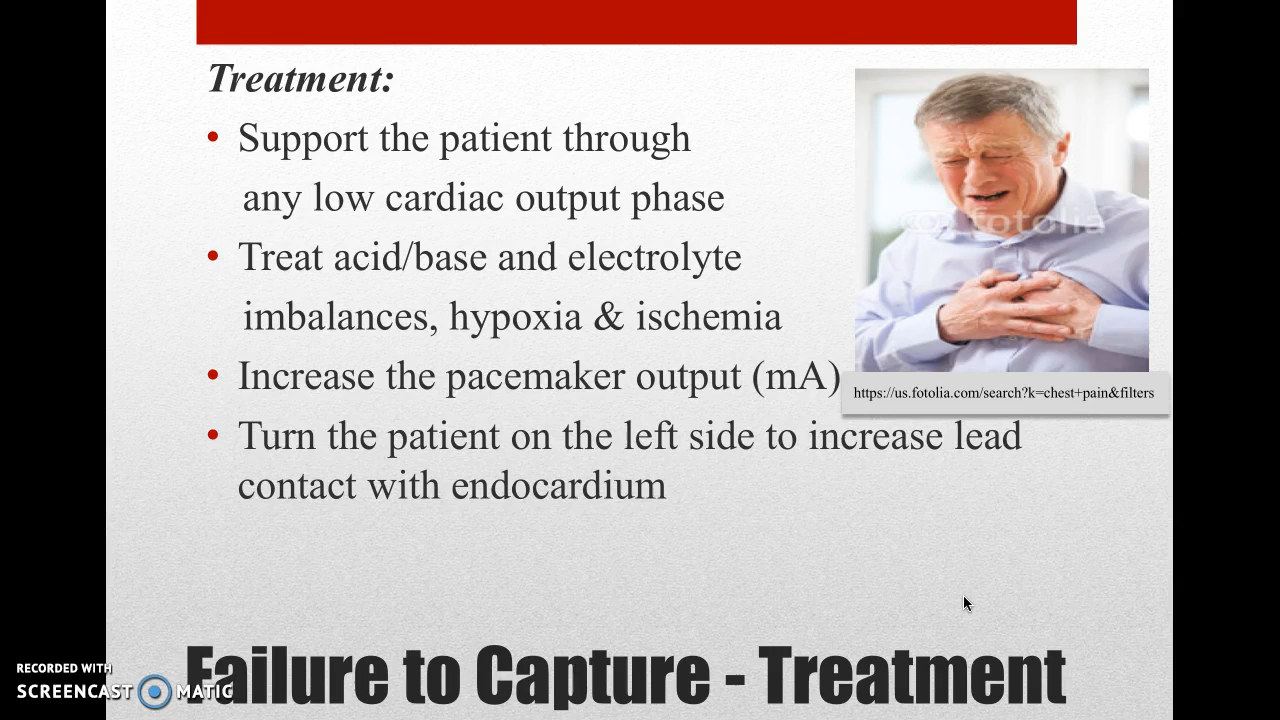 Treatment:
• Support the patient through
any low cardiac output phase
• Treat acid/base and electrolyte
imbalances, hypoxia & ischemia
• Increase the pacemaker output (mA)
• Turn the patient on the left side to increase lead
contact with endocardium
fotolia
https://us.fotolia.com/search?k=chest+pain&filters
Failure to Capture - Treatment
RECORDED WITH
SCREENCAST MATIC